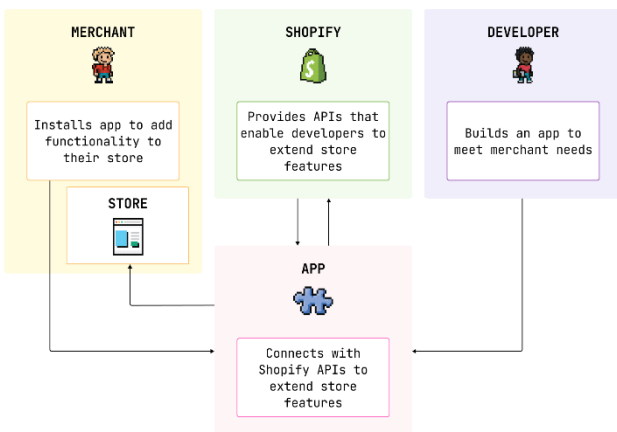 MERCHANT
Installs app to add
functionality to
their store
STORE
SHOPIFY
Provides APIs that
enable developers to
extend store
features
DEVELOPER
Builds an app to
meet merchant needs
APP
Connects with
Shopify APIs to
extend store
features